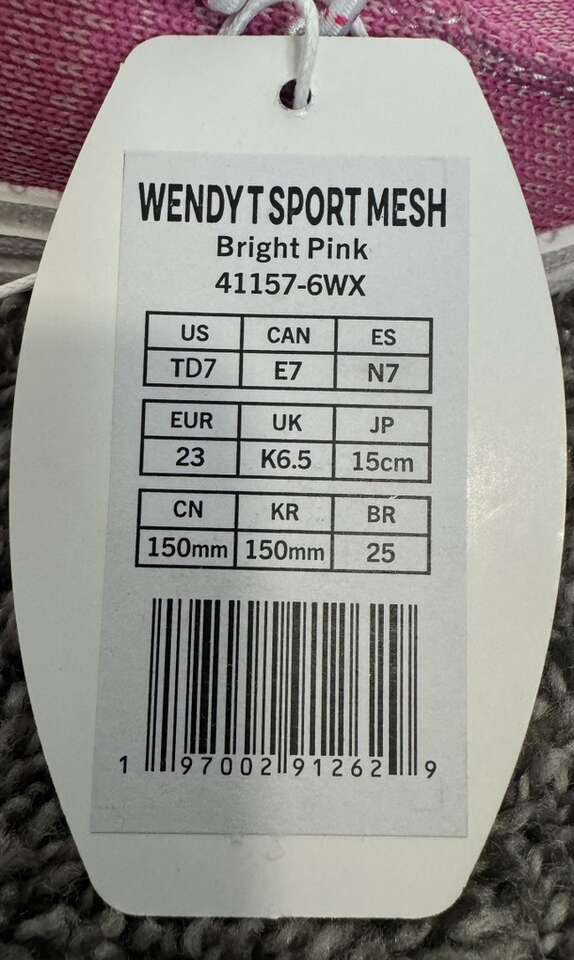 WENDY T SPORT MESH
Bright Pink
41157-6WX
US CAN ES
TD7 E7 N7
EUR UK JP
23 K6.5 15cm
CN KR BR
150mm 150mm 25
1 97002 91262 9